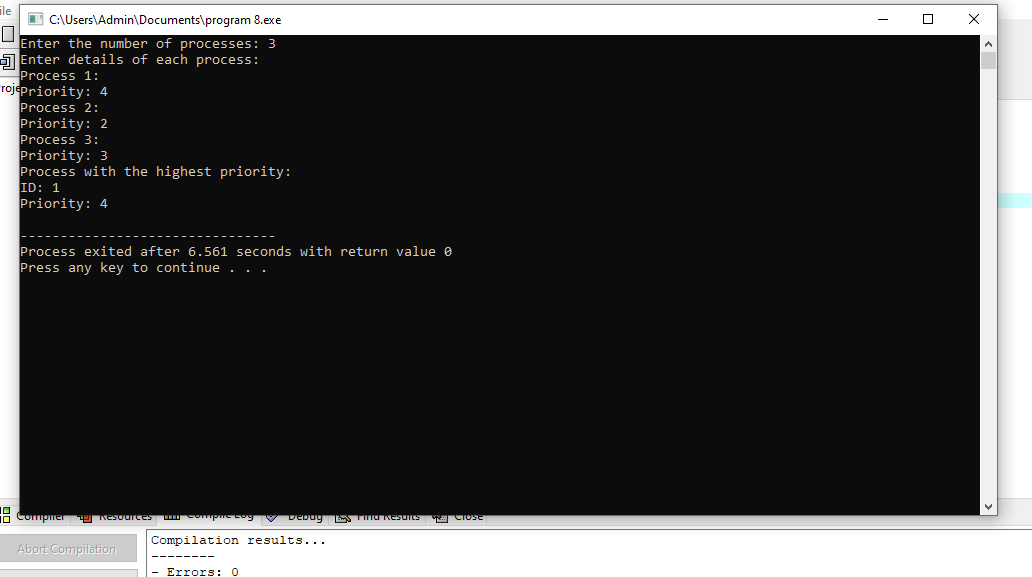 ile
C:\Users\Admin\Documents\program 8.exe
Enter the number of processes: 3
Enter details of each process:
Process 1:
Priority: 4
Process 2:
Priority: 2
Process 3:
Priority: 3
Process with the highest priority:
ID: 1
Priority: 4
--------------------------------
Process exited after 6.561 seconds with return value 0
Press any key to continue . . .
roje
Compiler Resources Compile Log Debug Find Results Close
Abort Compilation
Compilation results...
--------
- Errors: 0